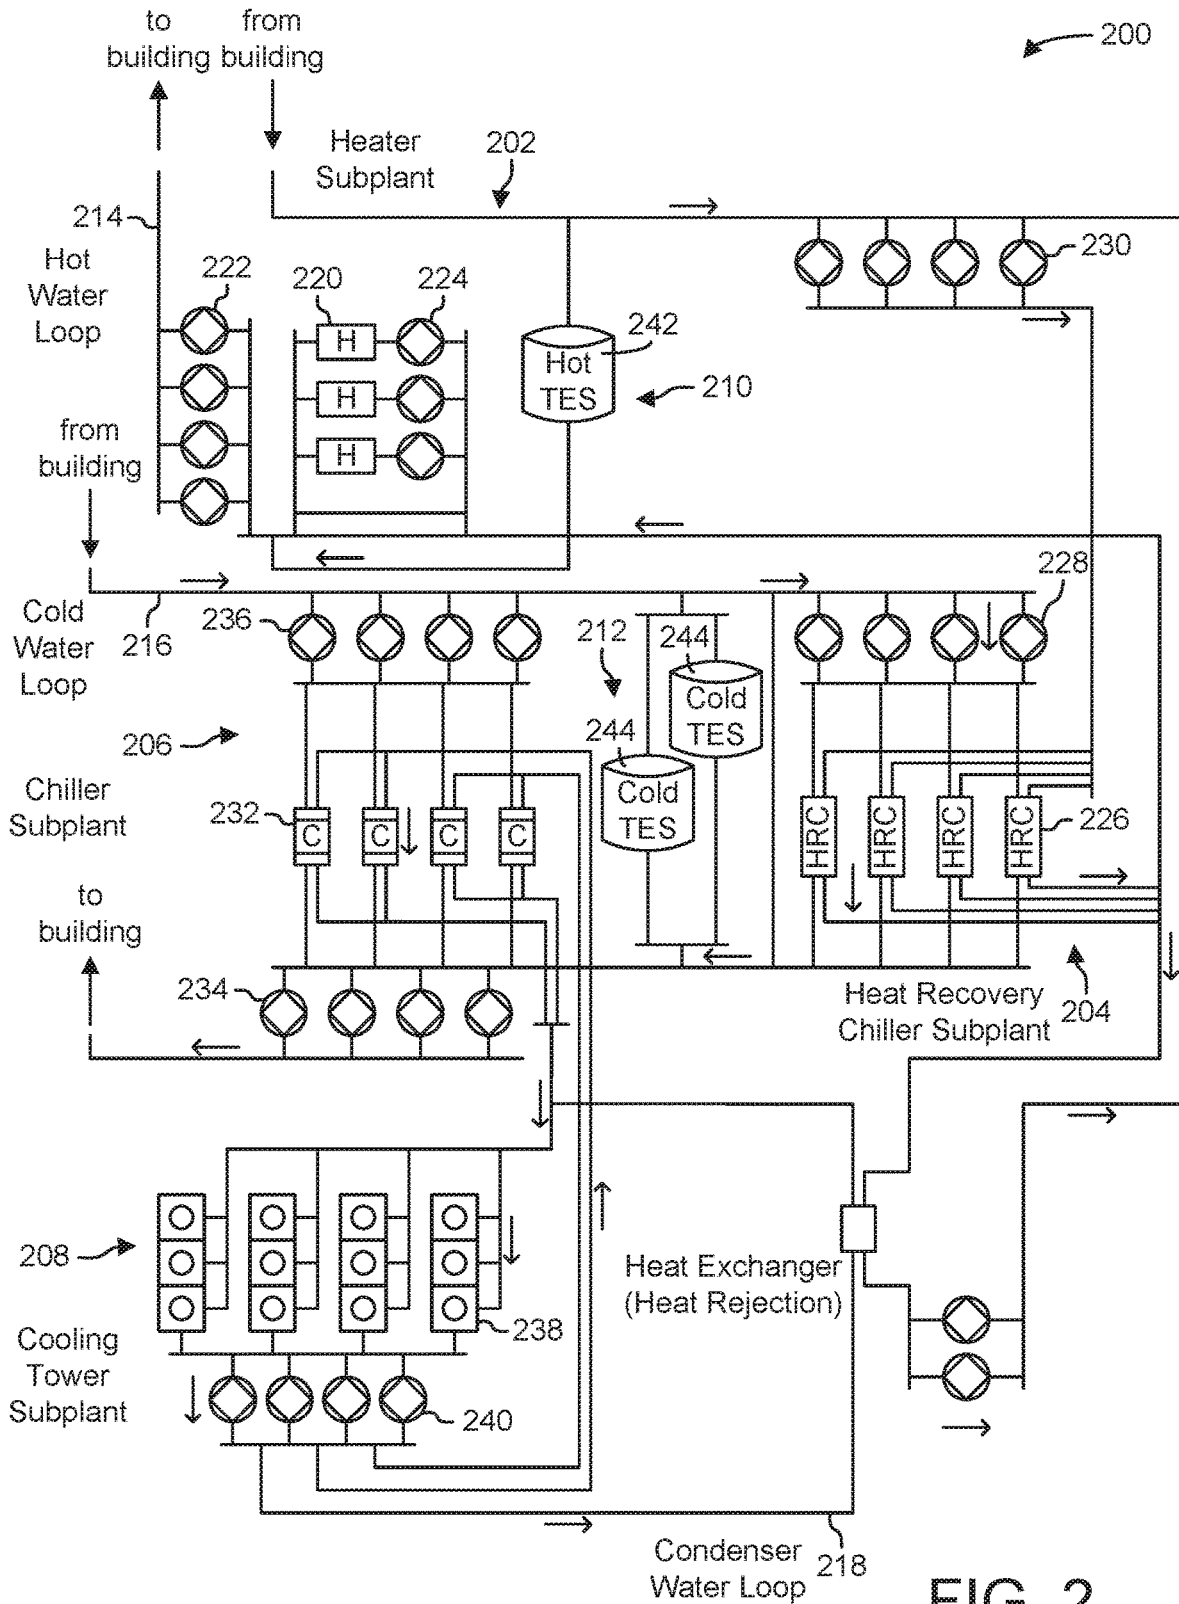 to
building
from
building
200
Heater
Subplant
202
214
Hot
Water
Loop
222
220
224
H
H
H
242
Hot
TES
210
230
from
building
216
Cold
Water
Loop
236
212
244
Cold
TES
244
Cold
TES
228
206
Chiller
Subplant
232
C
C
C
C
HRC
HRC
HRC
HRC
226
to
building
234
Heat Recovery
Chiller Subplant
204
208
Cooling
Tower
Subplant
238
240
Heat Exchanger
(Heat Rejection)
Condenser
Water Loop
218
FIG. 2